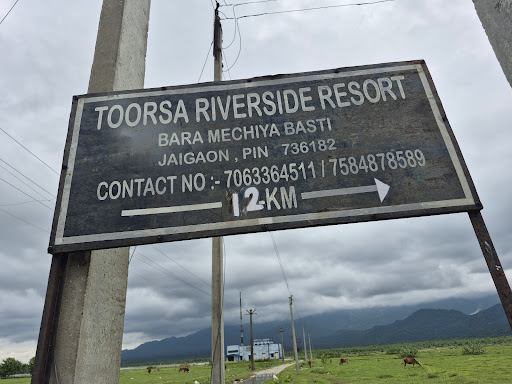 TOORSA RIVERSIDE RESORT
BARA MECHIYA BASTI
JAIGAON , PIN 736182
CONTACT NO :- 7063364511 / 7584878589
12-KM